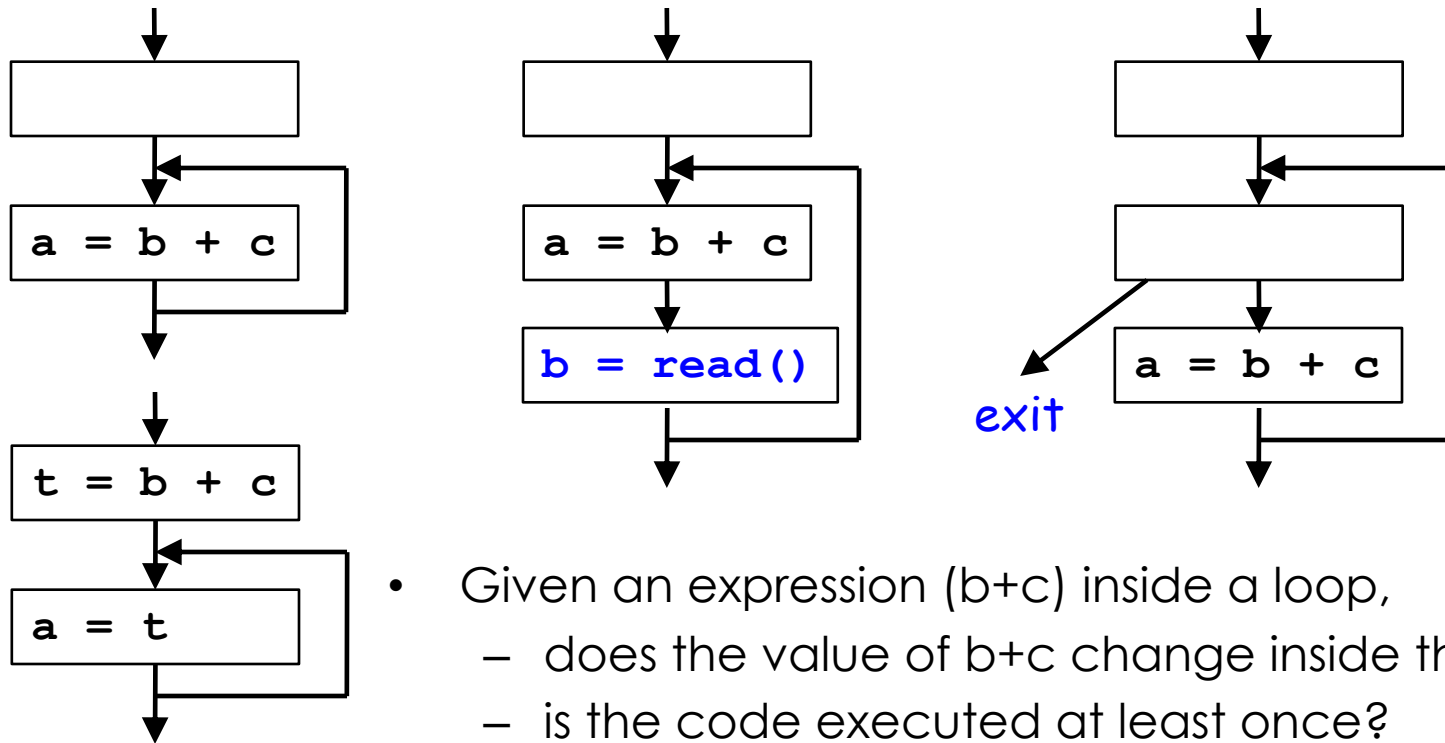 a = b + c
t = b + c
a = t
a = b + c
b = read()
exit
a = b + c
• Given an expression (b+c) inside a loop,
– does the value of b+c change inside th
– is the code executed at least once?